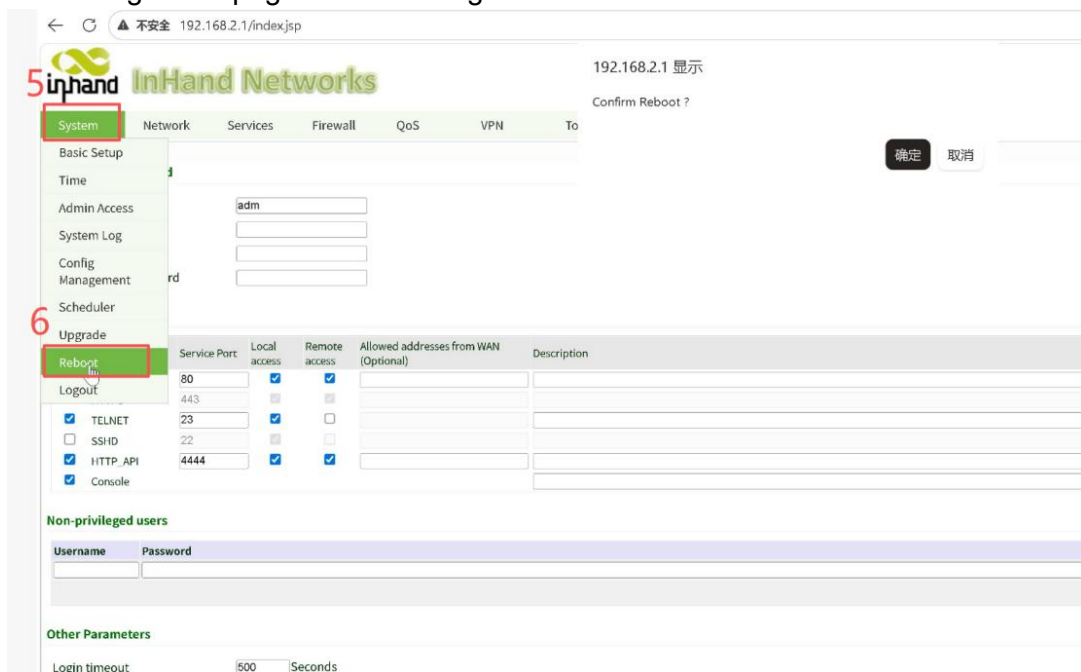 不安全 192.168.2.1/index.jsp
5
inhand InHand Networks
192.168.2.1 显示
Confirm Reboot ?
确定 取消
System Network Services Firewall QoS VPN To
Basic Setup
Time
Admin Access adm
System Log
Config
Management rd
Scheduler
6
Upgrade
Reboot
Logout
Service Port Local access Remote access Allowed addresses from WAN (Optional) Description
80
443
TELNET 23
SSHD 22
HTTP_API 4444
Console
Non-privileged users
Username Password
Other Parameters
Login timeout 500 Seconds